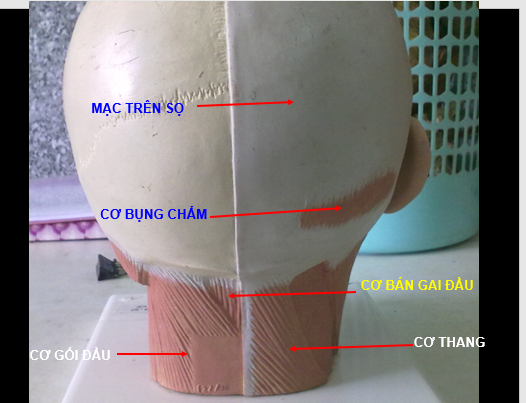 MẠC TRÊN SỌ
CƠ BỤNG CHẨM
CƠ BÁN GAI ĐẦU
CƠ GỐI ĐẦU
CƠ THANG